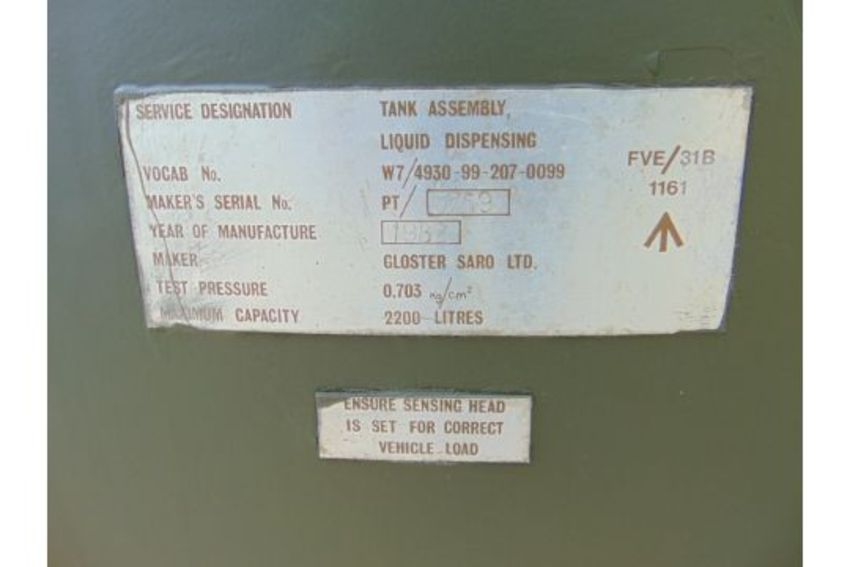 SERVICE DESIGNATION TANK ASSEMBLY,
LIQUID DISPENSING
VOCAB No. W7/4930-99-207-0099
MAKER'S SERIAL No. PT/
YEAR OF MANUFACTURE
MAKER GLOSTER SARO LTD.
TEST PRESSURE 0.703 kg/cm²
MAXIMUM CAPACITY 2200 LITRES
FVE/31B
1161
ENSURE SENSING HEAD
IS SET FOR CORRECT
VEHICLE LOAD